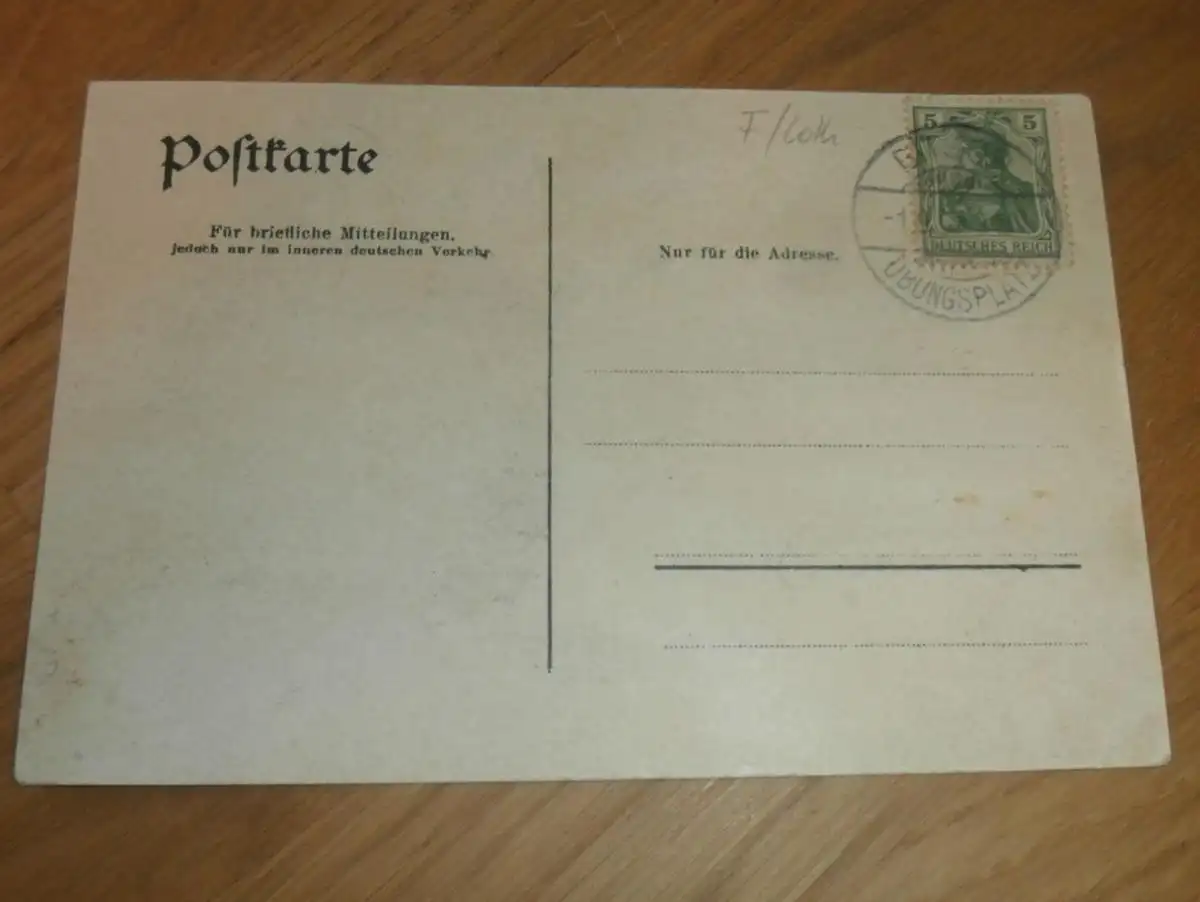 Postkarte
Für briefliche Mitteilungen,
jedoch nur im inneren deutschen Verkehr.
Nur für die Adresse.
5 5
DEUTSCHES REICH
ÜBUNGSPLATZ